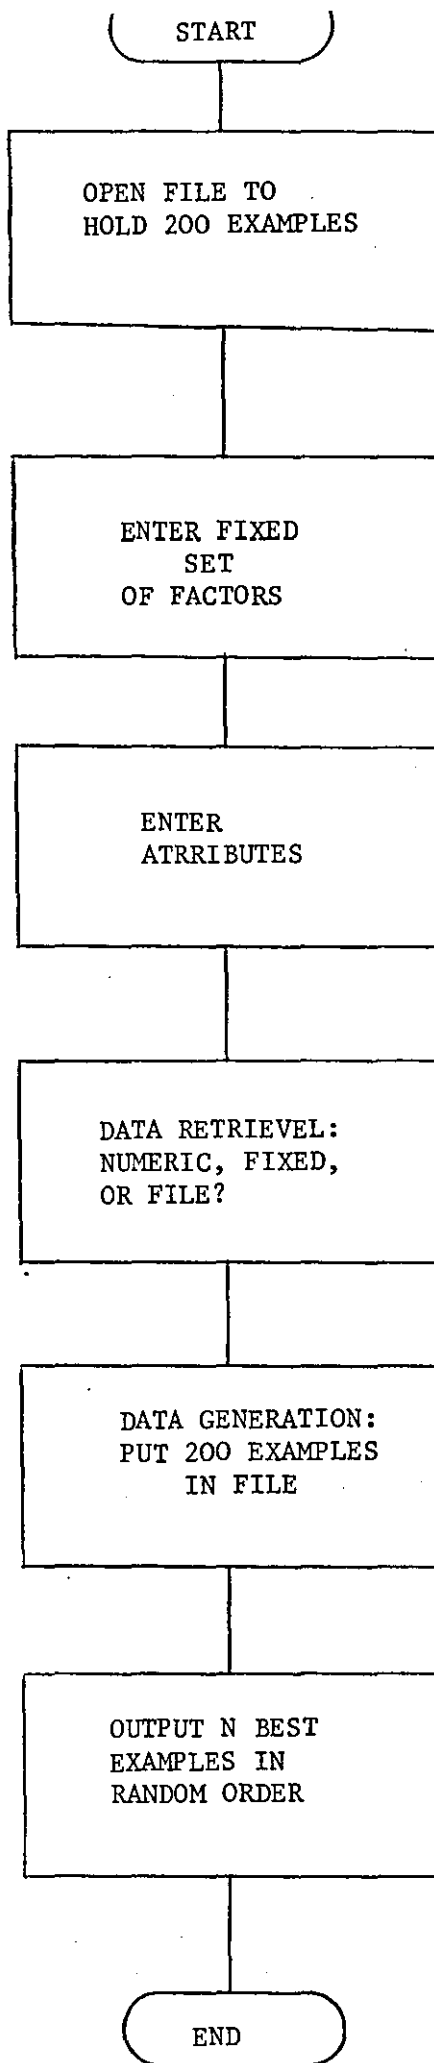 START
OPEN FILE TO
HOLD 200 EXAMPLES
ENTER FIXED
SET
OF FACTORS
ENTER
ATRRIBUTES
DATA RETRIEVEL:
NUMERIC, FIXED,
OR FILE?
DATA GENERATION:
PUT 200 EXAMPLES
IN FILE
OUTPUT N BEST
EXAMPLES IN
RANDOM ORDER
END